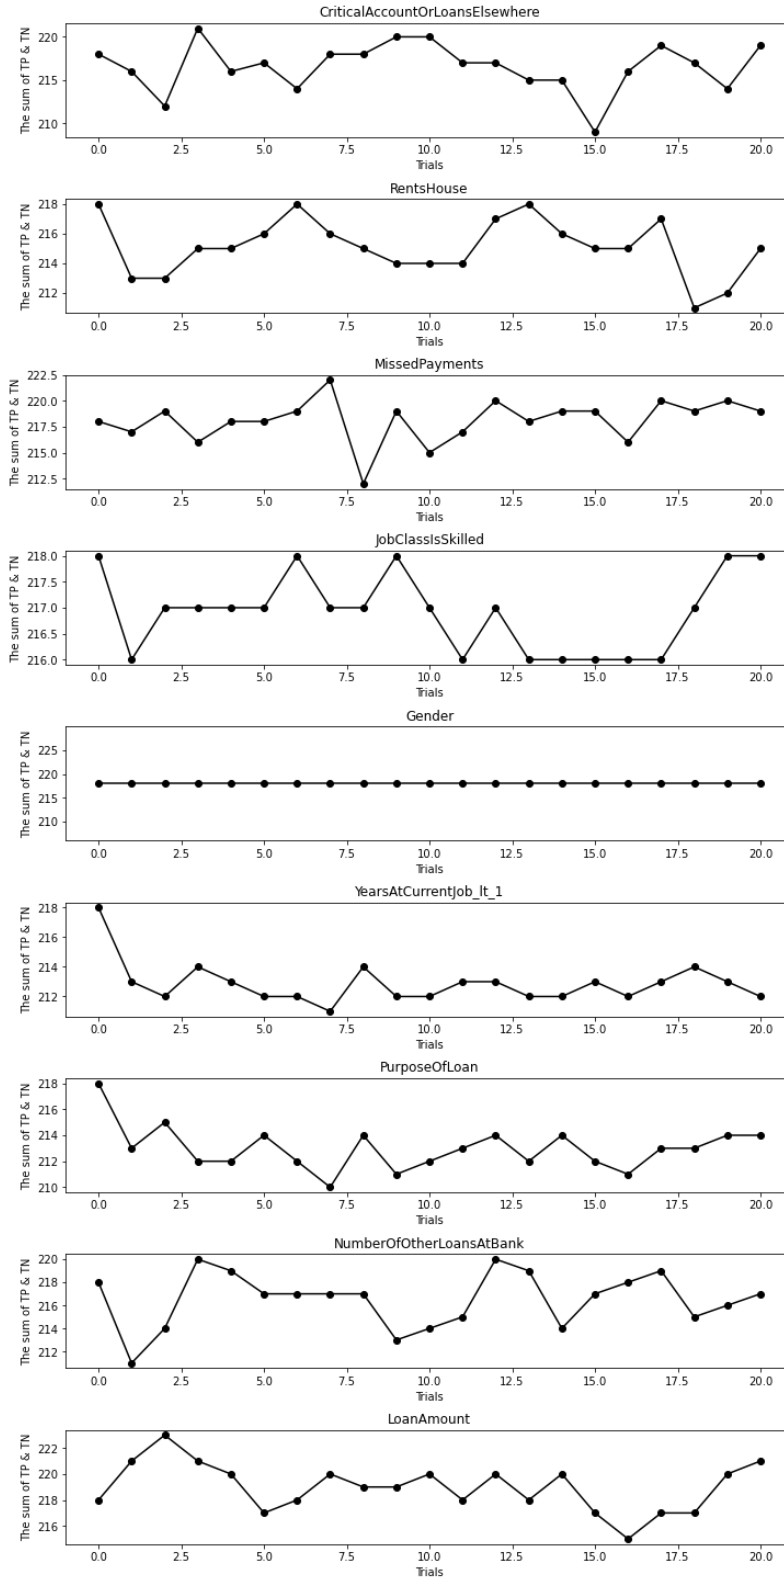 CriticalAccountOrLoansElsewhere
The sum of TP & TN
220
215
210
0.0 2.5 5.0 7.5 10.0 12.5 15.0 17.5 20.0
Trials
RentsHouse
The sum of TP & TN
218
216
214
212
0.0 2.5 5.0 7.5 10.0 12.5 15.0 17.5 20.0
Trials
MissedPayments
The sum of TP & TN
222.5
220.0
217.5
215.0
212.5
0.0 2.5 5.0 7.5 10.0 12.5 15.0 17.5 20.0
Trials
JobClassIsSkilled
The sum of TP & TN
218.0
217.5
217.0
216.5
216.0
0.0 2.5 5.0 7.5 10.0 12.5 15.0 17.5 20.0
Trials
Gender
The sum of TP & TN
225
220
215
210
0.0 2.5 5.0 7.5 10.0 12.5 15.0 17.5 20.0
Trials
YearsAtCurrentJob_lt_1
The sum of TP & TN
218
216
214
212
0.0 2.5 5.0 7.5 10.0 12.5 15.0 17.5 20.0
Trials
PurposeOfLoan
The sum of TP & TN
218
216
214
212
210
0.0 2.5 5.0 7.5 10.0 12.5 15.0 17.5 20.0
Trials
NumberOfOtherLoansAtBank
The sum of TP & TN
220
218
216
214
212
0.0 2.5 5.0 7.5 10.0 12.5 15.0 17.5 20.0
Trials
LoanAmount
The sum of TP & TN
222
220
218
216
0.0 2.5 5.0 7.5 10.0 12.5 15.0 17.5 20.0
Trials